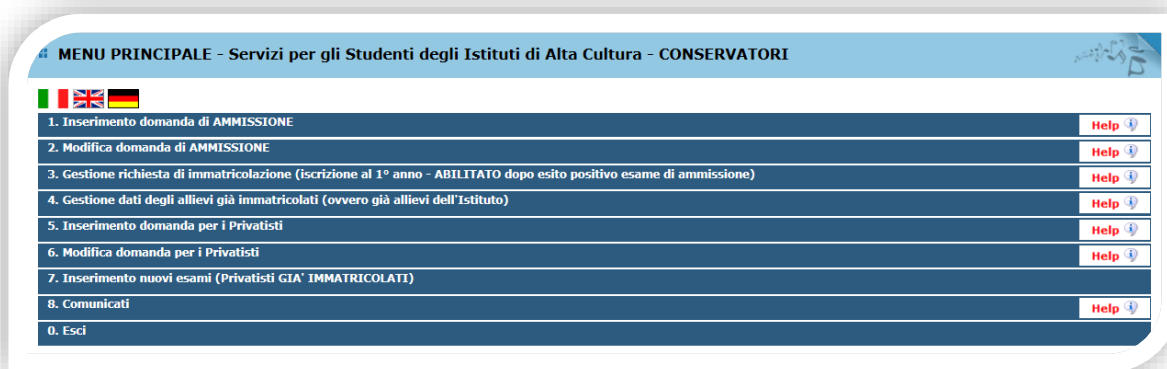 MENU PRINCIPALE - Servizi per gli Studenti degli Istituti di Alta Cultura - CONSERVATORI
1. Inserimento domanda di AMMISSIONE Help
2. Modifica domanda di AMMISSIONE Help
3. Gestione richiesta di immatricolazione (iscrizione al 1º anno - ABILITATO dopo esito positivo esame di ammissione) Help
4. Gestione dati degli allievi già immatricolati (ovvero già allievi dell'Istituto) Help
5. Inserimento domanda per i Privatisti Help
6. Modifica domanda per i Privatisti Help
7. Inserimento nuovi esami (Privatisti GIA' IMMATRICOLATI)
8. Comunicati Help
0. Esci